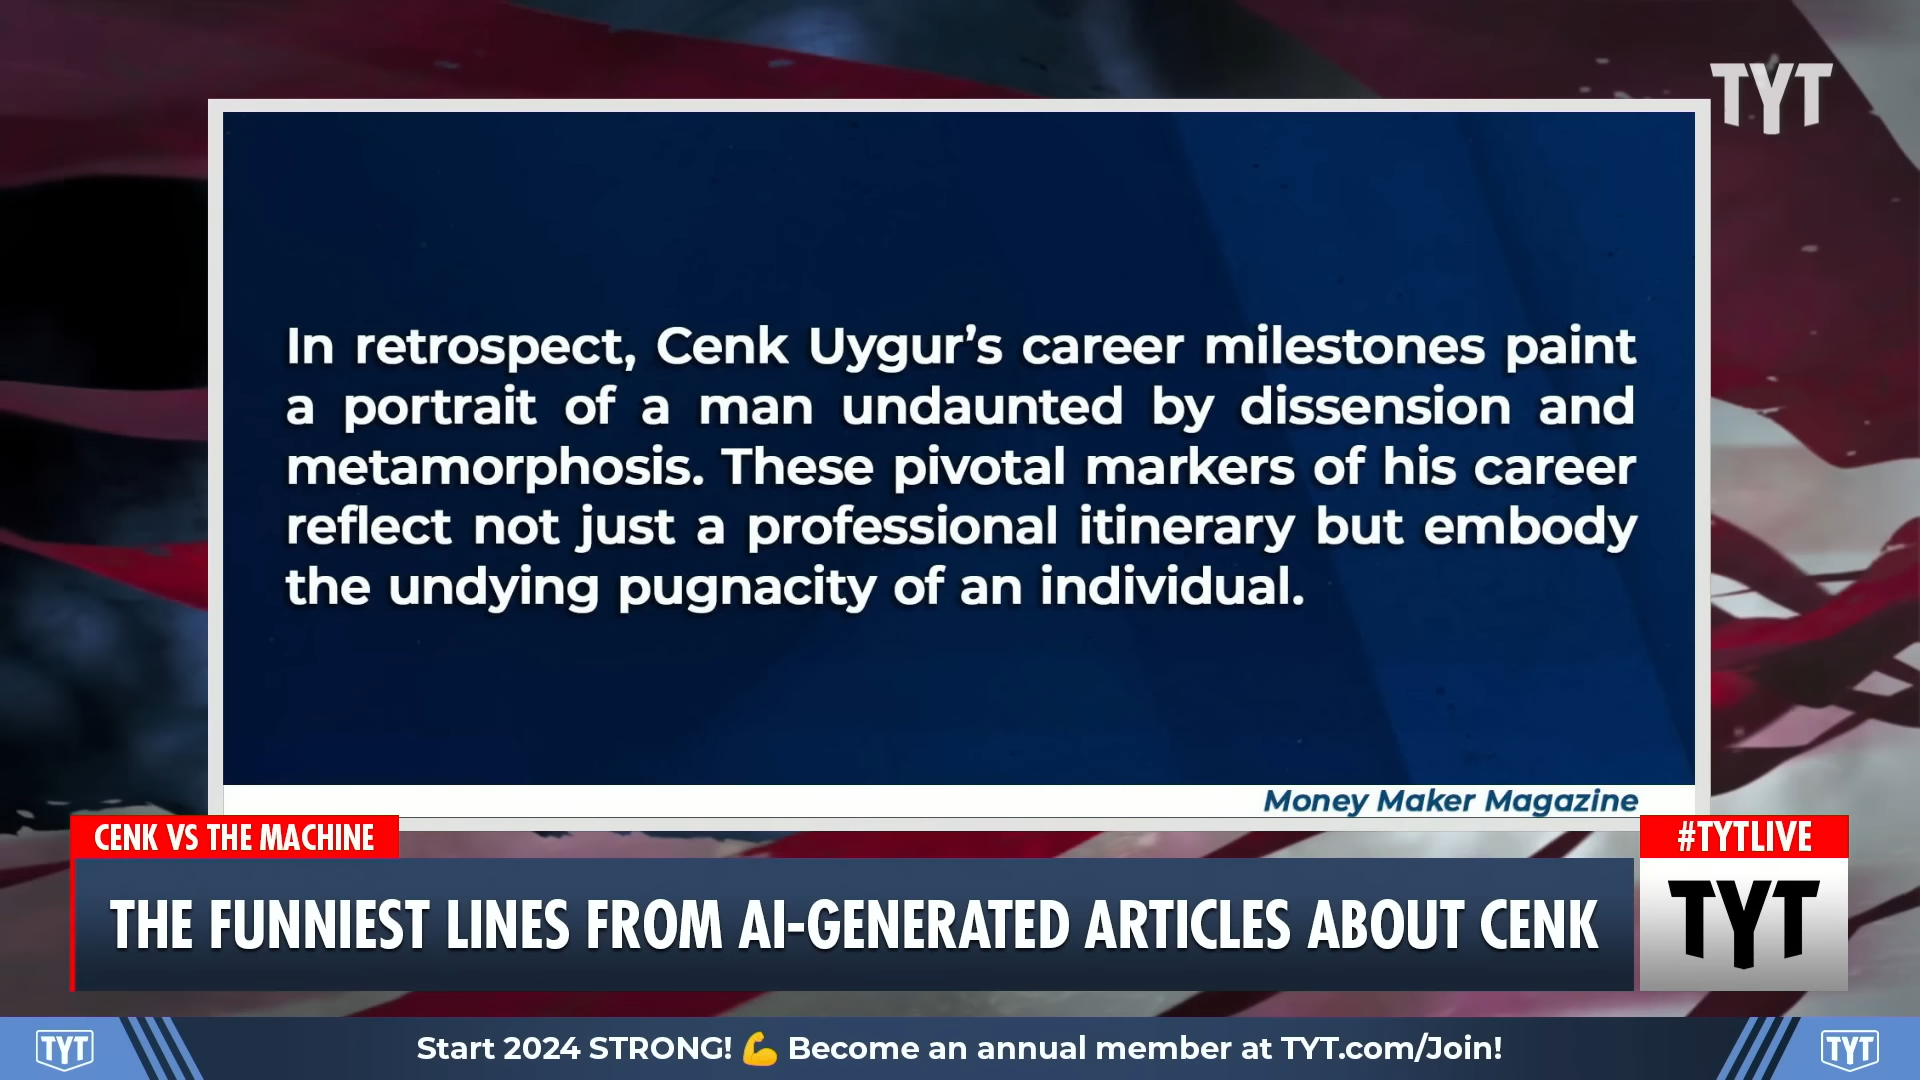 TYT
In retrospect, Cenk Uygur’s career milestones paint
a portrait of a man undaunted by dissension and
metamorphosis. These pivotal markers of his career
reflect not just a professional itinerary but embody
the undying pugnacity of an individual.
Money Maker Magazine
CENK VS THE MACHINE
#TYTLIVE
THE FUNNIEST LINES FROM AI-GENERATED ARTICLES ABOUT CENK
TYT
TYT
Start 2024 STRONG! 💪 Become an annual member at TYT.com/Join!
TYT